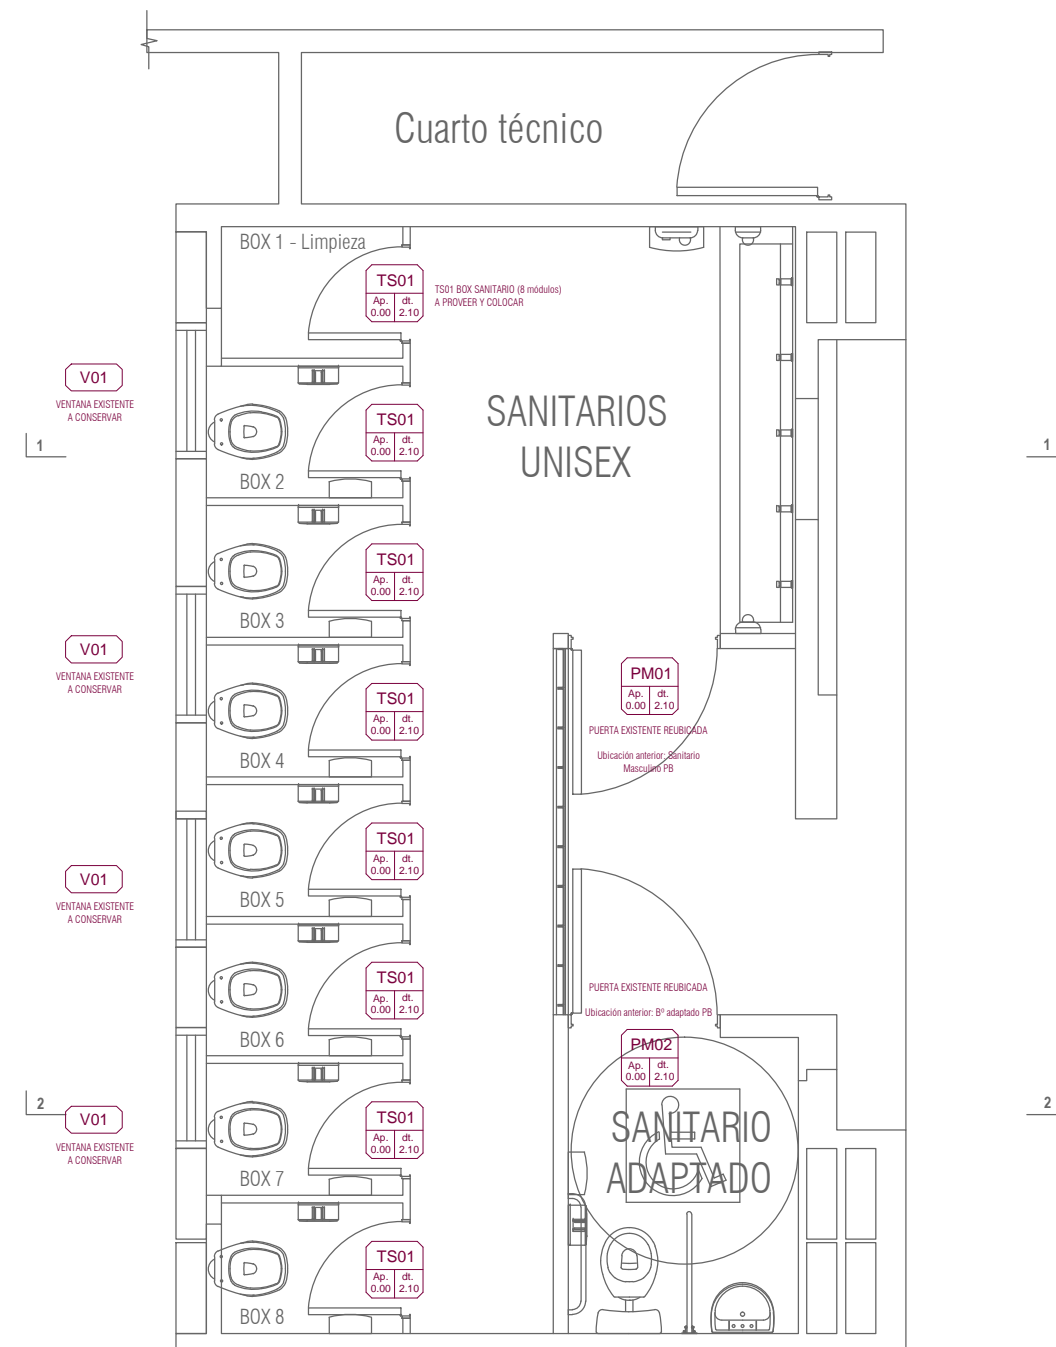 Cuarto técnico
BOX 1 - Limpieza
TS01
Ap. dt.
0.00 2.10
TS01 BOX SANITARIO (8 módulos)
A PROVEER Y COLOCAR
V01
VENTANA EXISTENTE
A CONSERVAR
TS01
Ap. dt.
0.00 2.10
SANITARIOS
UNISEX
1
1
BOX 2
TS01
Ap. dt.
0.00 2.10
BOX 3
V01
VENTANA EXISTENTE
A CONSERVAR
TS01
Ap. dt.
0.00 2.10
BOX 4
PM01
Ap. dt.
0.00 2.10
PUERTA EXISTENTE REUBICADA
Ubicación anterior: Sanitario
Masculino PB
TS01
Ap. dt.
0.00 2.10
BOX 5
V01
VENTANA EXISTENTE
A CONSERVAR
TS01
Ap. dt.
0.00 2.10
BOX 6
PUERTA EXISTENTE REUBICADA
Ubicación anterior: Bº adaptado PB
PM02
Ap. dt.
0.00 2.10
2
2
V01
VENTANA EXISTENTE
A CONSERVAR
TS01
Ap. dt.
0.00 2.10
BOX 7
SANITARIO
ADAPTADO
TS01
Ap. dt.
0.00 2.10
BOX 8